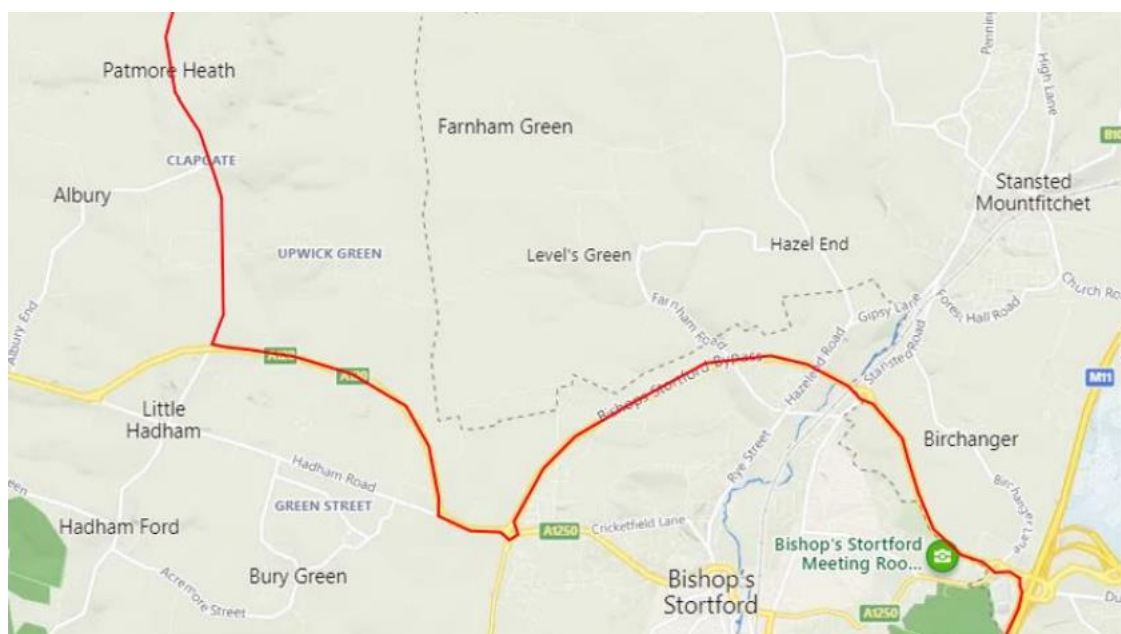 Patmore Heath
Farnham Green
CLAPGATE
Albury
UPWICK GREEN
Level's Green
Hazel End
Stansted
Mountfitchet
High Lane
Church Ro
Gipsy Lane
Forest Hall Road
Farnham Road
Hazelend Road
Stansted Road
Albury End
A120
A120
Bishops Stortford Bypass
M11
Little
Hadham
Birchanger
Rye Street
Hadham Road
GREEN STREET
Birchanger Lane
Hadham Ford
A1250
Cricketfield Lane
Bishop's Stortford
Meeting Roo...
Bury Green
Acremore Street
Bishop's
Stortford
A1250